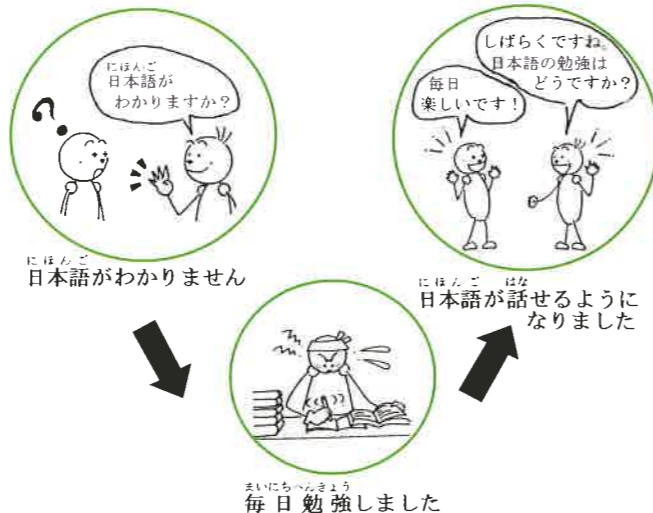 にほんご
日本語が
わかりますか？
にほんご
日本語がわかりません
まいにちべんきょう
毎日勉強しました
しばらくですね。
日本語の勉強は
どうですか？
毎日
楽しいです！
にほんご はな
日本語が話せるように
なりました